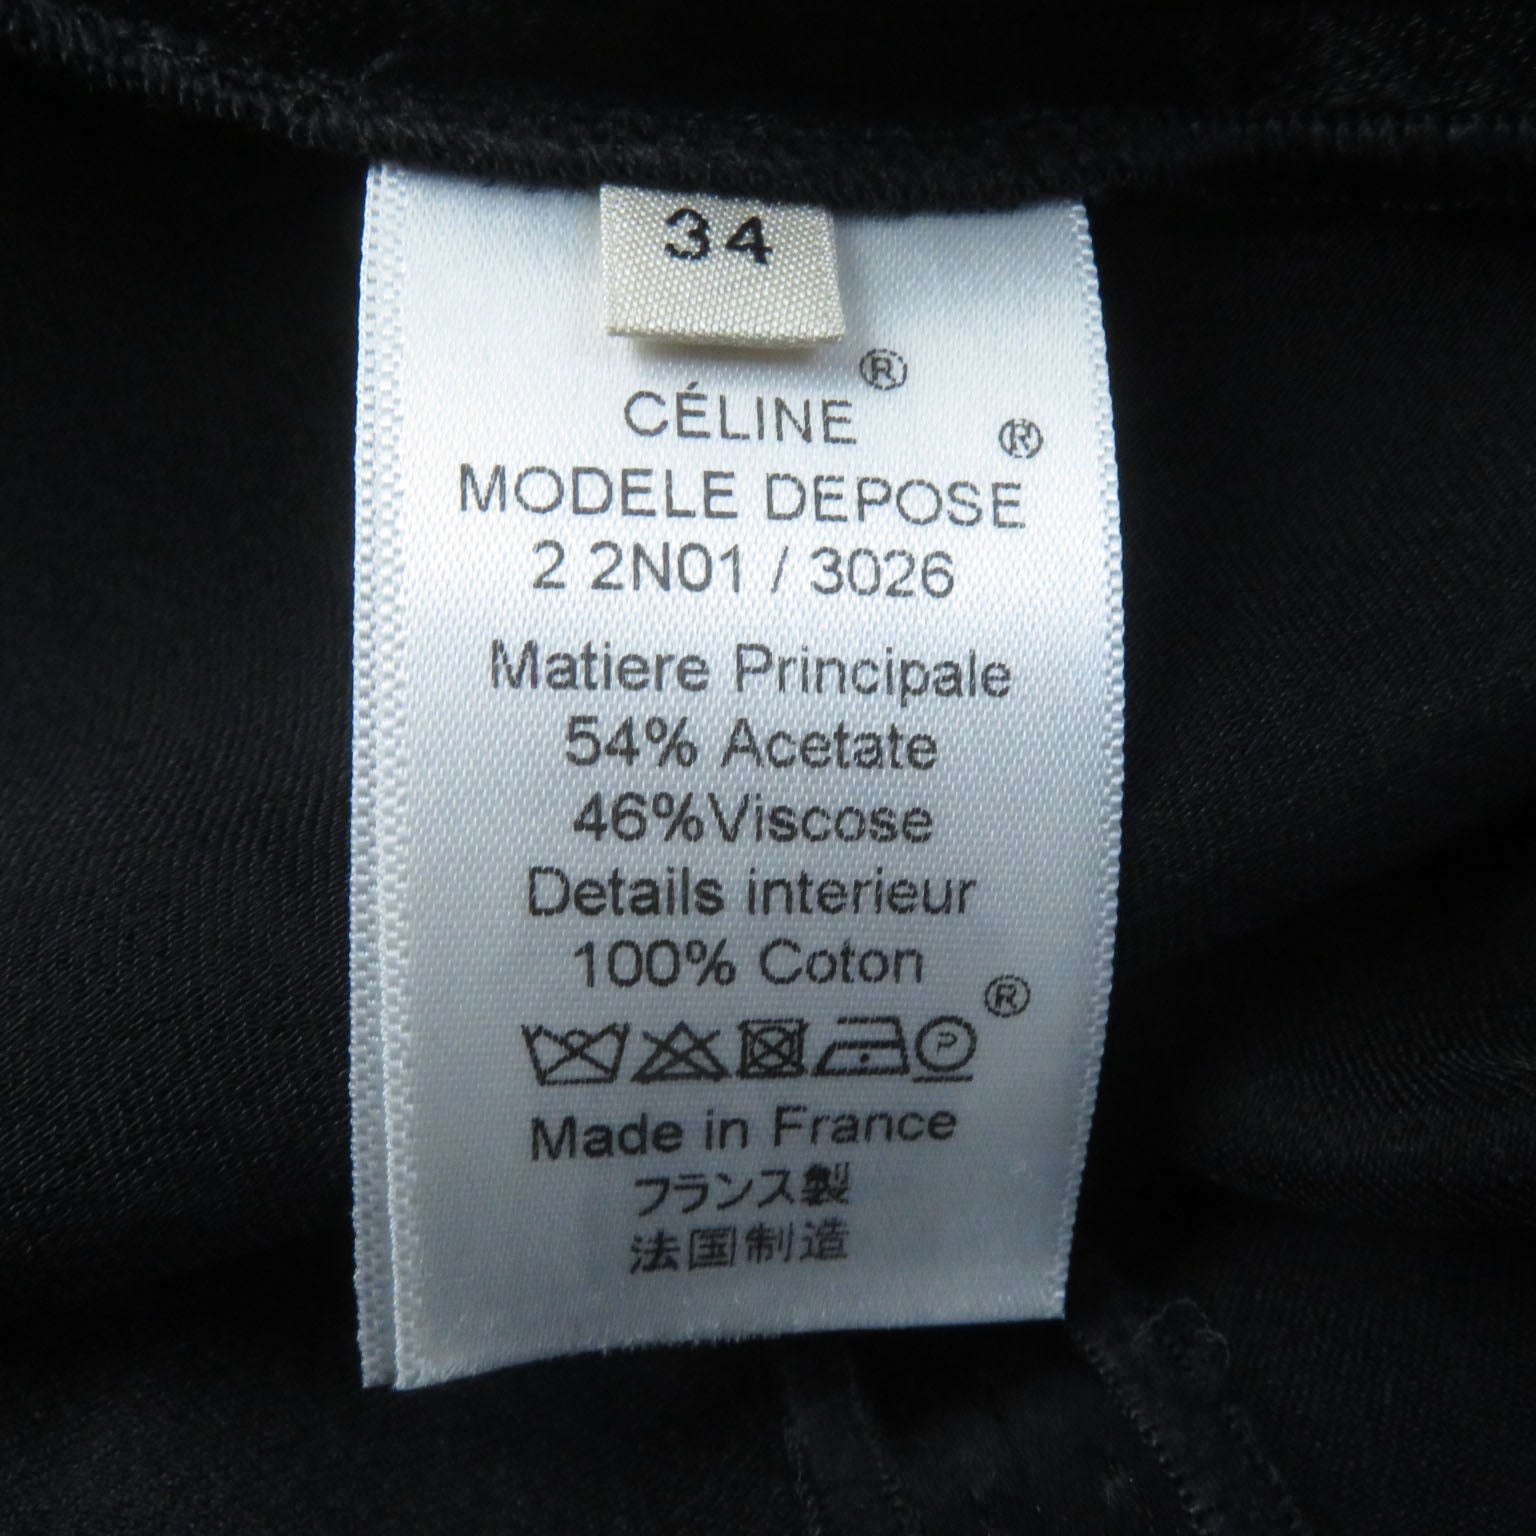 34
CÉLINE®
MODELE DEPOSE®
2 2N01 / 3026
Matiere Principale
54% Acetate
46%Viscose
Details interieur
100% Coton
P ®
Made in France
フランス製
法国制造